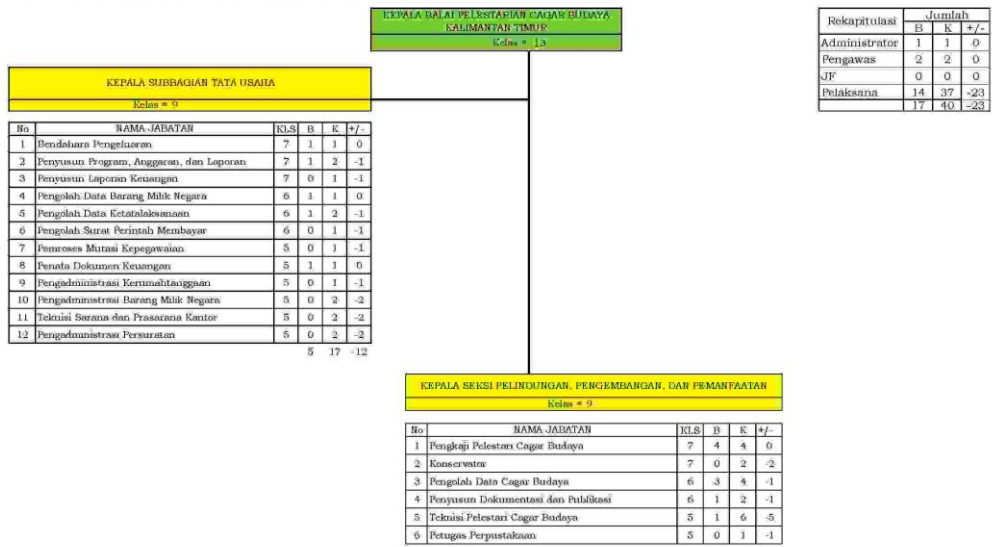 KEPALA BALAI PELESTARIAN CAGAR BUDAYA
KALIMANTAN TIMUR
Kelas = 13
Rekapitulasi Jumlah
B K +/-
Administrator 1 1 0
Pengawas 2 2 0
JF 0 0 0
Pelaksana 14 37 -23
17 40 -23
KEPALA SUBBAGIAN TATA USAHA
Kelas = 9
No NAMA JABATAN KLS B K +/-
1 Bendahara Pengeluaran 7 1 1 0
2 Penyusun Program, Anggaran, dan Laporan 7 1 2 -1
3 Penyusun Laporan Keuangan 7 0 1 -1
4 Pengolah Data Barang Milik Negara 6 1 1 0
5 Pengolah Data Ketatalaksanaan 6 1 2 -1
6 Pengolah Surat Perintah Membayar 6 0 1 -1
7 Pemroses Mutasi Kepegawaian 5 0 1 -1
8 Penata Dokumen Keuangan 5 1 1 0
9 Pengadministrasi Kerumahtanggaan 5 0 1 -1
10 Pengadministrasi Barang Milik Negara 5 0 2 -2
11 Teknisi Sarana dan Prasarana Kantor 5 0 2 -2
12 Pengadministrasi Persuratan 5 0 2 -2
5 17 -12
KEPALA SEKSI PELINDUNGAN, PENGEMBANGAN, DAN PEMANFAATAN
Kelas = 9
No NAMA JABATAN KLS B K +/-
1 Pengkaji Pelestari Cagar Budaya 7 4 4 0
2 Konservator 7 0 2 -2
3 Pengolah Data Cagar Budaya 6 3 4 -1
4 Penyusun Dokumentasi dan Publikasi 6 1 2 -1
5 Teknisi Pelestari Cagar Budaya 5 1 6 -5
6 Petugas Perpustakaan 5 0 1 -1